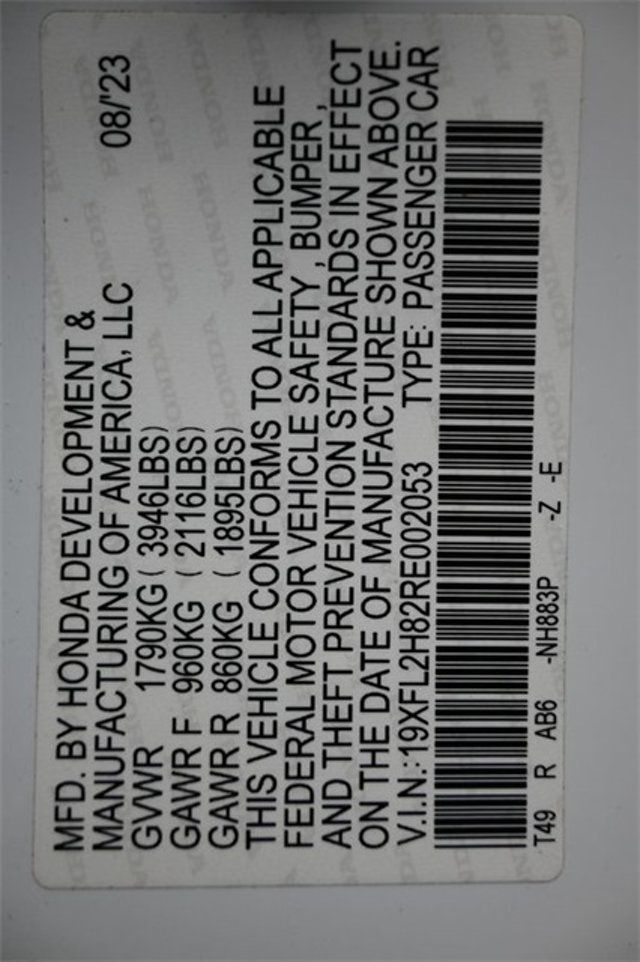 MFD. BY HONDA DEVELOPMENT &
MANUFACTURING OF AMERICA, LLC 08/'23
GVWR 1790KG ( 3946LBS)
GAWR F 960KG ( 2116LBS)
GAWR R 860KG ( 1895LBS)
THIS VEHICLE CONFORMS TO ALL APPLICABLE
FEDERAL MOTOR VEHICLE SAFETY , BUMPER ,
AND THEFT PREVENTION STANDARDS IN EFFECT
ON THE DATE OF MANUFACTURE SHOWN ABOVE.
V.I.N.:19XFL2H82RE002053 TYPE: PASSENGER CAR
T49 R AB6 -NH883P -Z -E